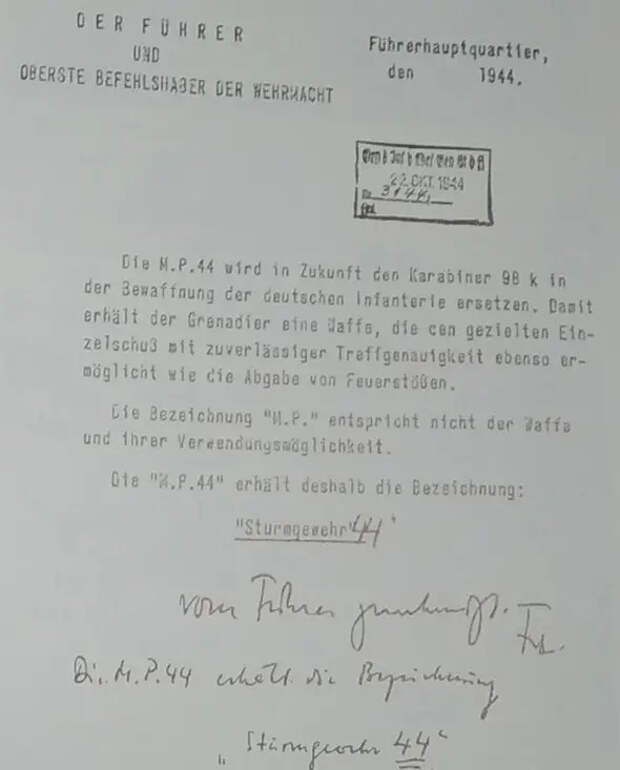 DER FÜHRER
UND
OBERSTE BEFEHLSHABER DER WEHRMACHT
Führerhauptquartier,
den 1944.
22. OKT. 1944
Die M.P.44 wird in Zukunft den Karabiner 98 k in
der Bewaffnung der deutschen Infanterie ersetzen. Damit
erhält der Grenadier eine Waffe, die den gezielten Ein-
zelschuß mit zuverlässiger Treffgenauigkeit ebenso er-
möglicht wie die Abgabe von Feuerstößen.
Die Bezeichnung "M.P." entspricht nicht der Waffe
und ihrer Verwendungsmöglichkeit.
Die "M.P.44" erhält deshalb die Bezeichnung:
"Sturmgewehr 44"
vom Führer genehmigt.
Di. M.P.44 erhält die Bezeichnung
„Sturmgewehr 44"